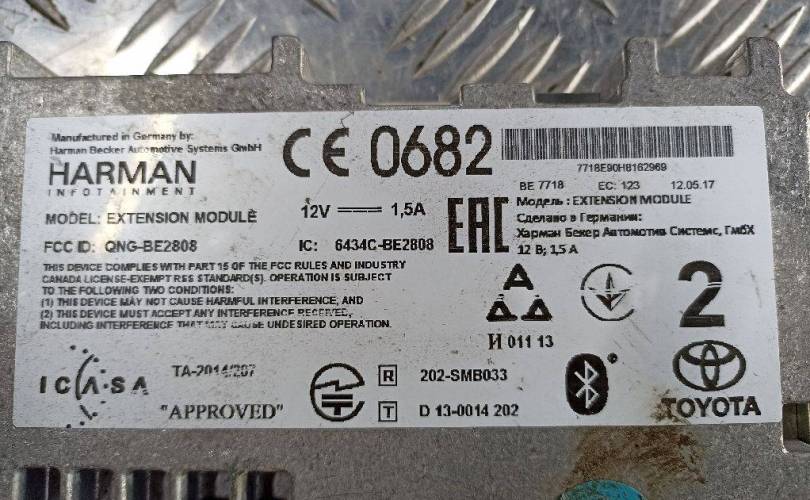 Manufactured in Germany by:
Harman Becker Automotive Systems GmbH
HARMAN
INFOTAINMENT
MODEL: EXTENSION MODULE
FCC ID: QNG-BE2808
IC: 6434C-BE2808
12V 1,5A
CE 0682
7718E90H8162969
BE 7718 EC: 123 12.05.17
EAC
Модель : EXTENSION MODULE
Сделано в Германии:
Харман Бекер Аутомотив Системс, ГмбХ
12 В; 1,5 А
THIS DEVICE COMPLIES WITH PART 15 OF THE FCC RULES AND INDUSTRY
CANADA LICENSE-EXEMPT RSS STANDARD(S). OPERATION IS SUBJECT
TO THE FOLLOWING TWO CONDITIONS:
(1) THIS DEVICE MAY NOT CAUSE HARMFUL INTERFERENCE, AND
(2) THIS DEVICE MUST ACCEPT ANY INTERFERENCE RECEIVED,
INCLUDING INTERFERENCE THAT MAY CAUSE UNDESIRED OPERATION.
И 011 13
2
ICASA
TA-2014/207
"APPROVED"
R 202-SMB033
T D 13-0014 202
TOYOTA